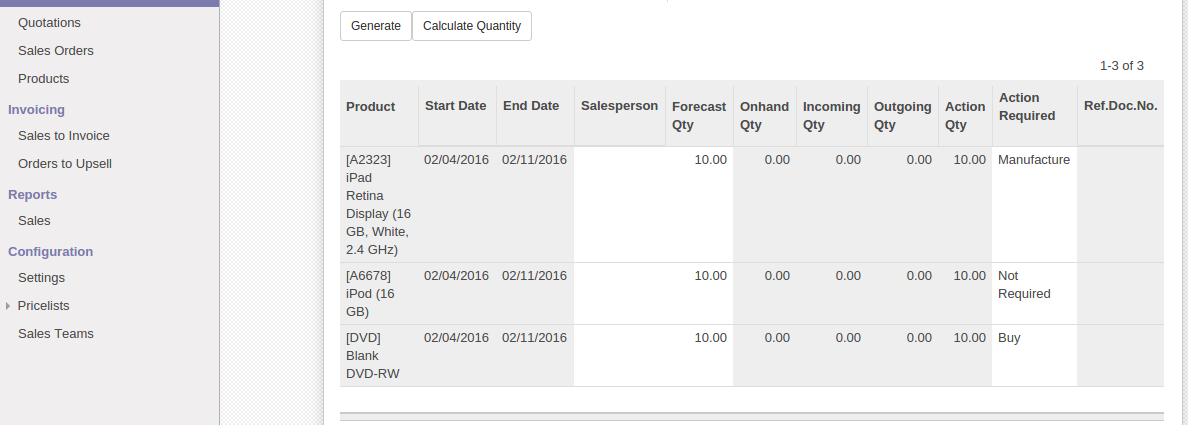 Quotations
Sales Orders
Products
Invoicing
Sales to Invoice
Orders to Upsell
Reports
Sales
Configuration
Settings
Pricelists
Sales Teams
Generate Calculate Quantity
1-3 of 3
Product Start Date End Date Salesperson Forecast Qty Onhand Qty Incoming Qty Outgoing Qty Action Qty Action Required Ref.Doc.No.
[A2323] 02/04/2016 02/11/2016 10.00 0.00 0.00 0.00 10.00 Manufacture
iPad
Retina
Display (16
GB, White,
2.4 GHz)
[A6678] 02/04/2016 02/11/2016 10.00 0.00 0.00 0.00 10.00 Not
iPod (16 Required
GB)
[DVD] 02/04/2016 02/11/2016 10.00 0.00 0.00 0.00 10.00 Buy
Blank
DVD-RW